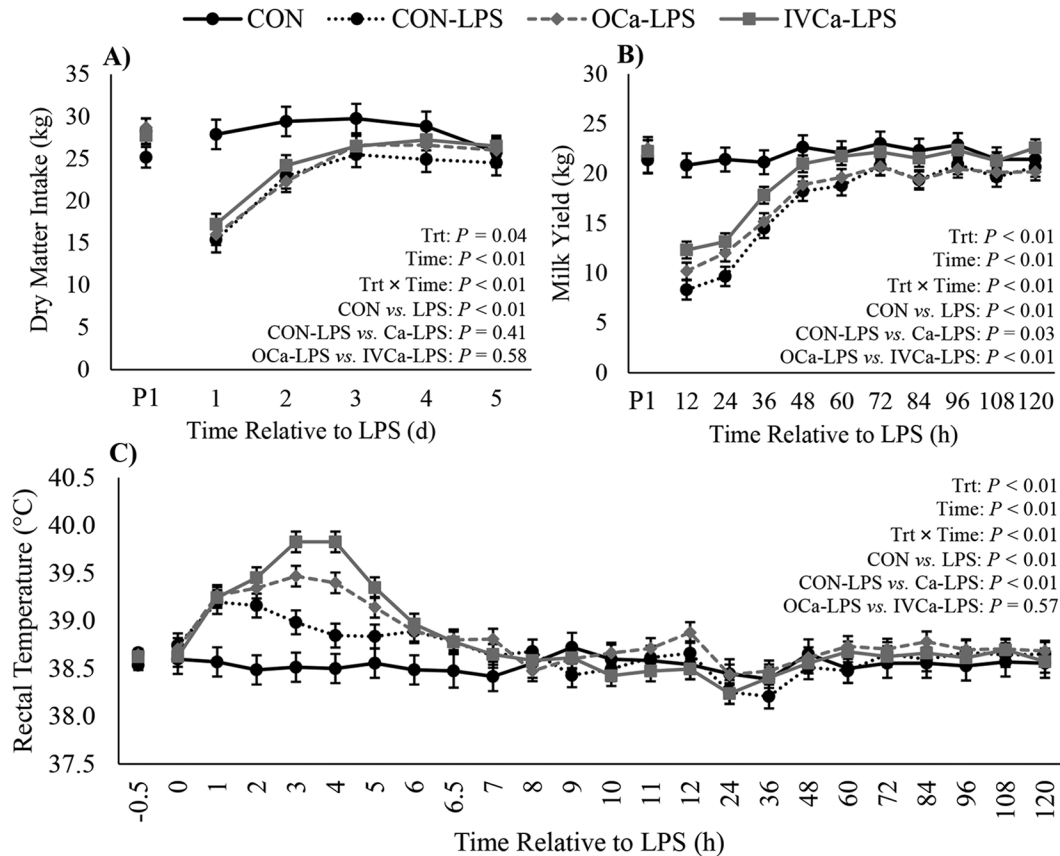 CON CON-LPS OCa-LPS IVCa-LPS
A)
35
30
25
20
15
10
5
0
Dry Matter Intake (kg)
Trt: P = 0.04
Time: P < 0.01
Trt × Time: P < 0.01
CON vs. LPS: P < 0.01
CON-LPS vs. Ca-LPS: P = 0.41
OCa-LPS vs. IVCa-LPS: P = 0.58
P1 1 2 3 4 5
Time Relative to LPS (d)
B)
30
25
20
15
10
5
0
Milk Yield (kg)
Trt: P < 0.01
Time: P < 0.01
Trt × Time: P < 0.01
CON vs. LPS: P < 0.01
CON-LPS vs. Ca-LPS: P = 0.03
OCa-LPS vs. IVCa-LPS: P < 0.01
P1 12 24 36 48 60 72 84 96 108 120
Time Relative to LPS (h)
C)
40.5
40.0
39.5
39.0
38.5
38.0
37.5
Rectal Temperature (°C)
Trt: P < 0.01
Time: P < 0.01
Trt × Time: P < 0.01
CON vs. LPS: P < 0.01
CON-LPS vs. Ca-LPS: P < 0.01
OCa-LPS vs. IVCa-LPS: P = 0.57
-0.5 0 1 2 3 4 5 6 6.5 7 8 9 10 11 12 24 36 48 60 72 84 96 108 120
Time Relative to LPS (h)